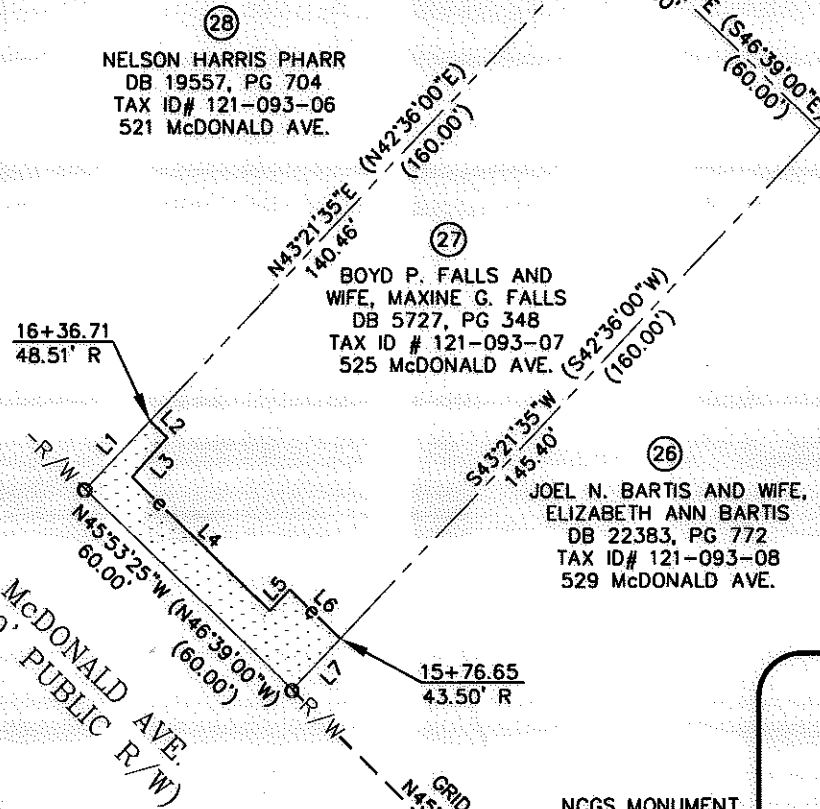 28
NELSON HARRIS PHARR
DB 19557, PG 704
TAX ID# 121-093-06
521 McDONALD AVE.
E (S46°39'00"E)
(60.00')
N43°21'35"E (N42°36'00"E)
140.46' (160.00')
27
BOYD P. FALLS AND
WIFE, MAXINE G. FALLS
DB 5727, PG 348
TAX ID # 121-093-07
525 McDONALD AVE.
16+36.71
48.51' R
S43°21'35"W (S42°36'00"W)
145.40' (160.00')
26
JOEL N. BARTIS AND WIFE,
ELIZABETH ANN BARTIS
DB 22383, PG 772
TAX ID# 121-093-08
529 McDONALD AVE.
L1
L2
L3
L4
L5
L6
L7
-R/W
N45°53'25"W (N46°39'00"W)
60.00' (60.00')
R/W
15+76.65
43.50' R
McDONALD AVE.
' PUBLIC R/W)
GRID
NCGS MONUMENT